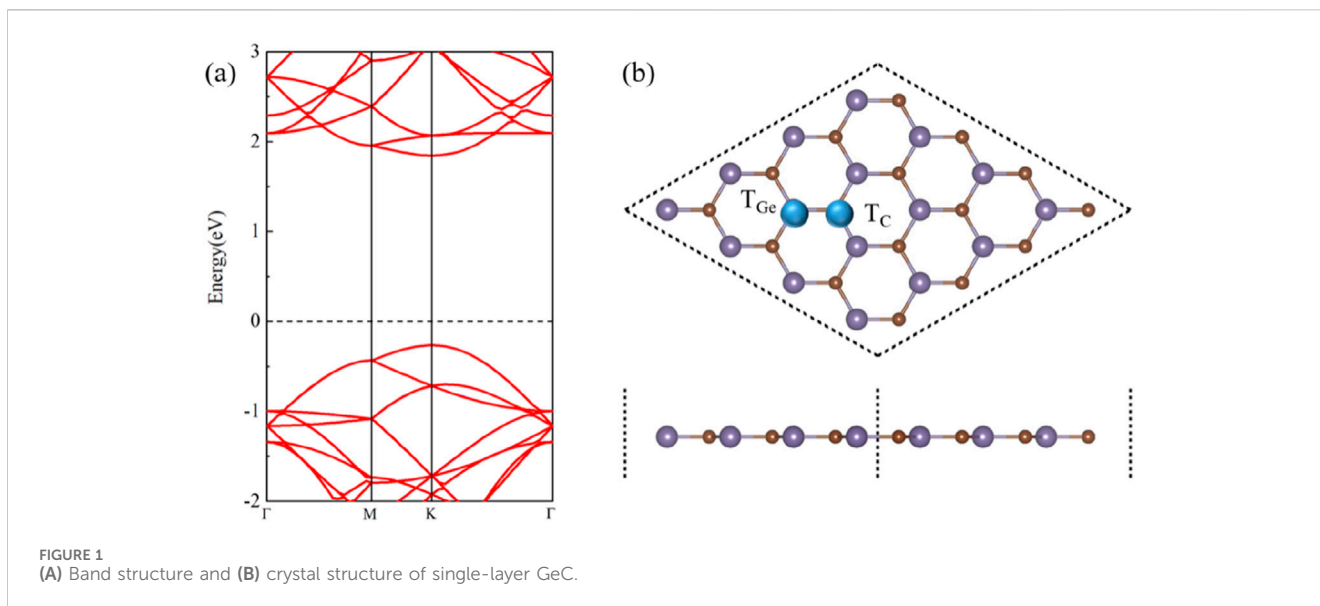 (a)
3
2
1
0
-1
-2
Energy(eV)
Γ M K Γ
(b)
T_Ge T_C
FIGURE 1
(A) Band structure and (B) crystal structure of single-layer GeC.